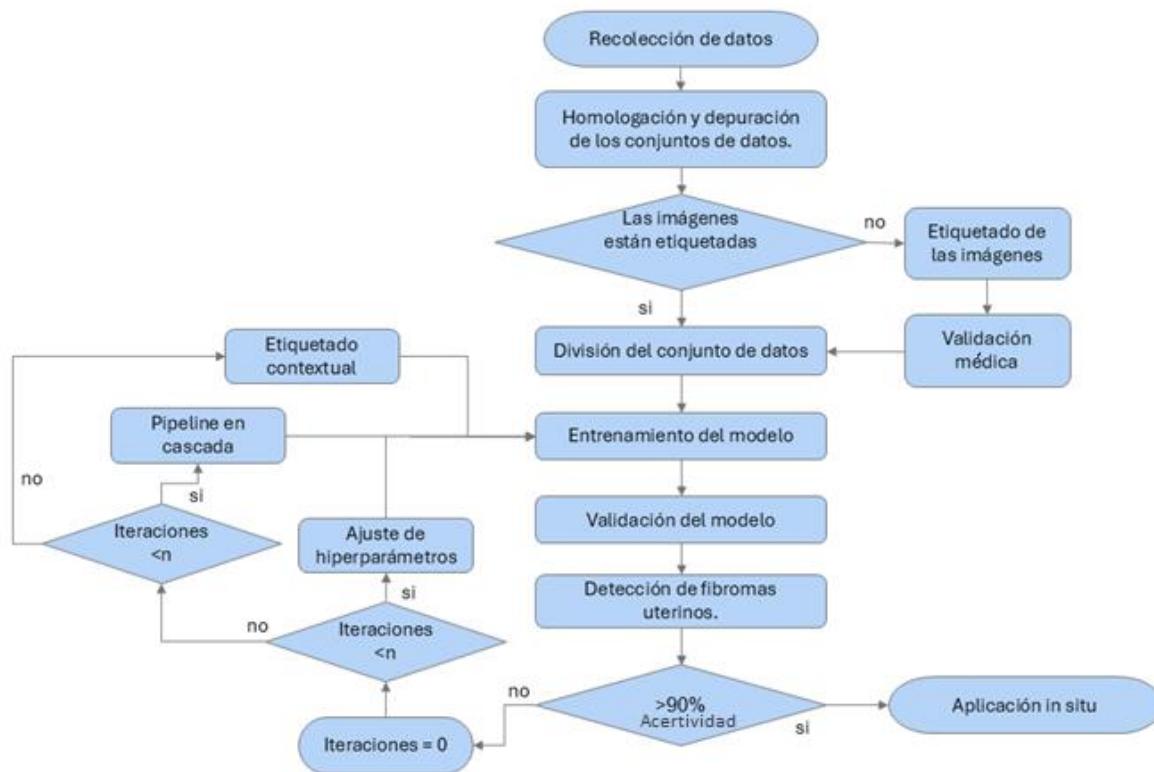 Recolección de datos
Homologación y depuración
de los conjuntos de datos.
Las imágenes
están etiquetadas
no
Etiquetado de
las imágenes
si
Validación
médica
División del conjunto de datos
Etiquetado
contextual
Pipeline en
cascada
Entrenamiento del modelo
no
si
Iteraciones
<n
Ajuste de
hiperparámetros
Validación del modelo
si
no
Iteraciones
<n
Detección de fibromas
uterinos.
no
>90%
Acertividad
si
Aplicación in situ
Iteraciones = 0